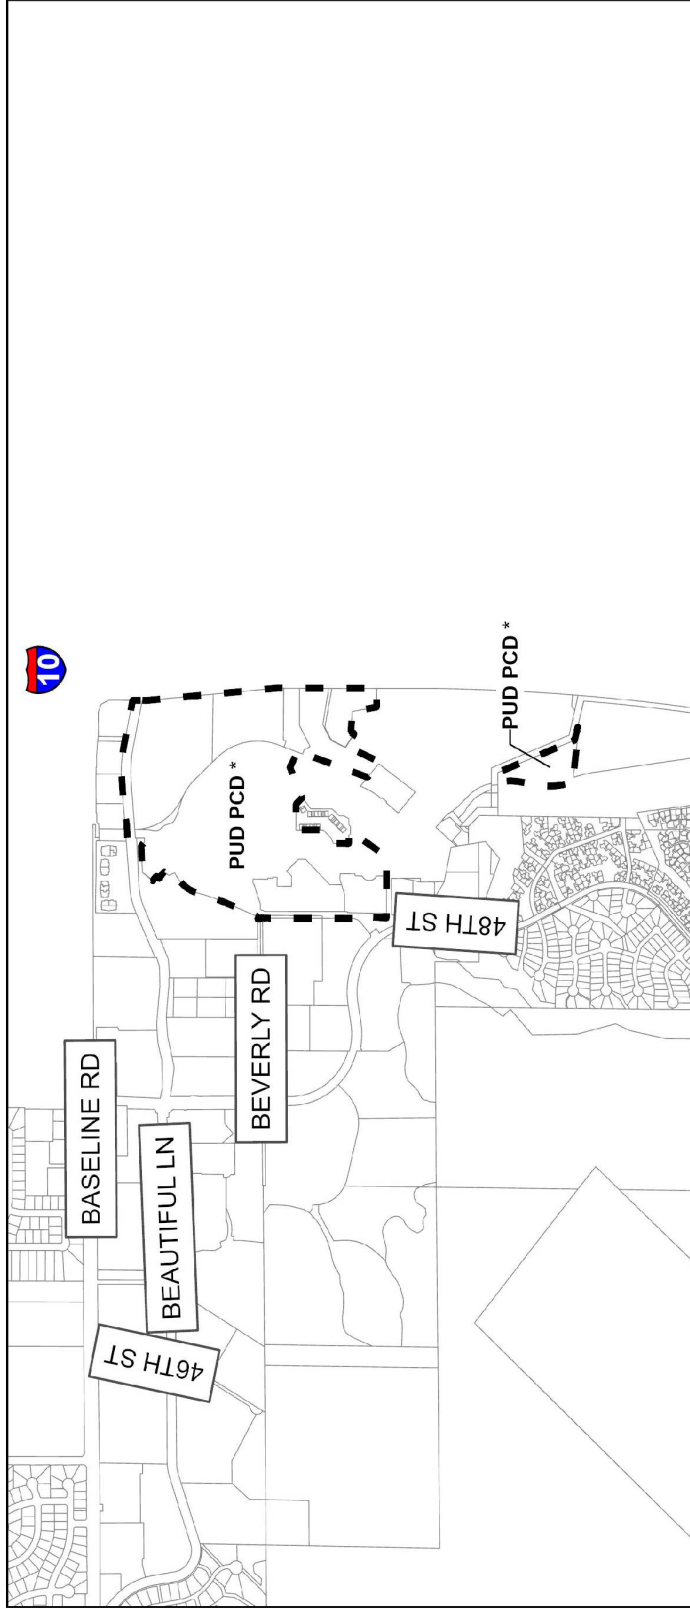 10
PUD PCD *
PUD PCD *
48TH ST
BEVERLY RD
BASELINE RD
BEAUTIFUL LN
46TH ST